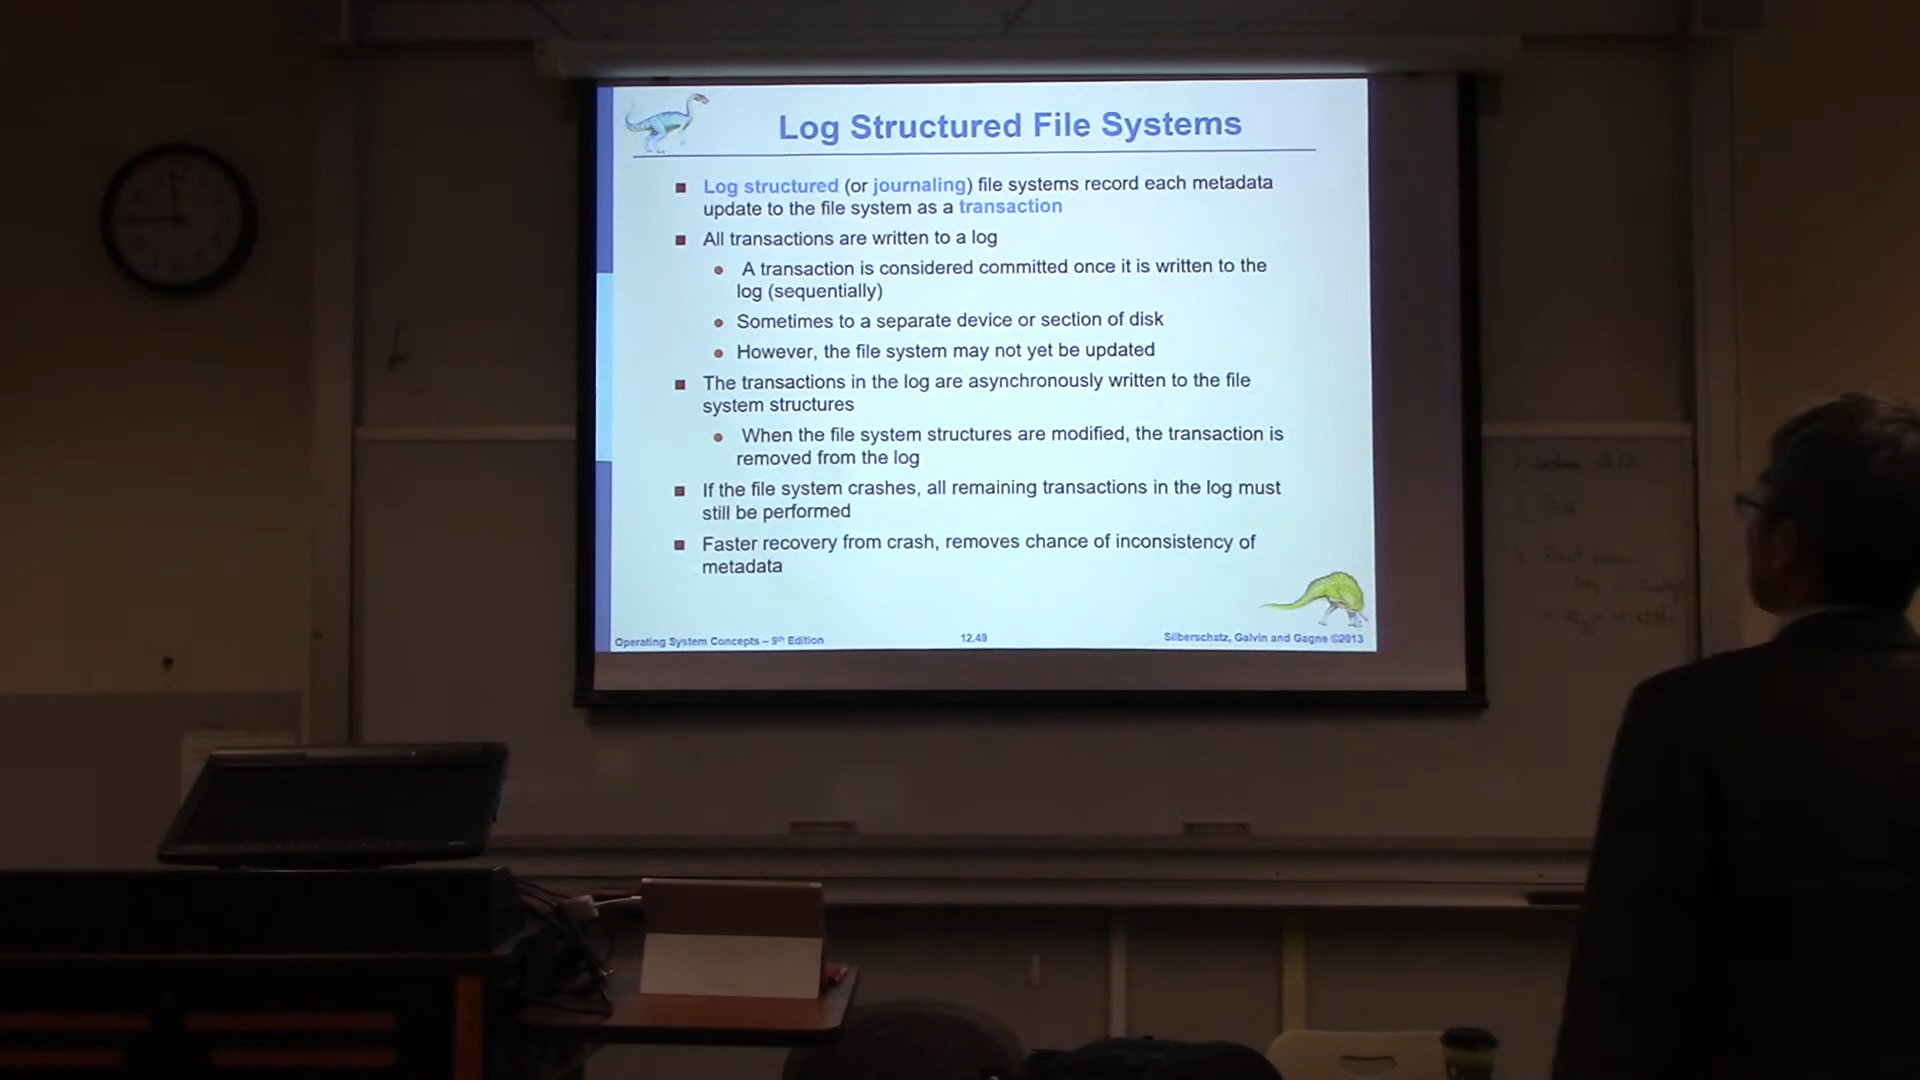 Log Structured File Systems
Log structured (or journaling) file systems record each metadata
update to the file system as a transaction
All transactions are written to a log
A transaction is considered committed once it is written to the
log (sequentially)
Sometimes to a separate device or section of disk
However, the file system may not yet be updated
The transactions in the log are asynchronously written to the file
system structures
When the file system structures are modified, the transaction is
removed from the log
If the file system crashes, all remaining transactions in the log must
still be performed
Faster recovery from crash, removes chance of inconsistency of
metadata
Operating System Concepts – 9th Edition
12.49
Silberschatz, Galvin and Gagne ©2013